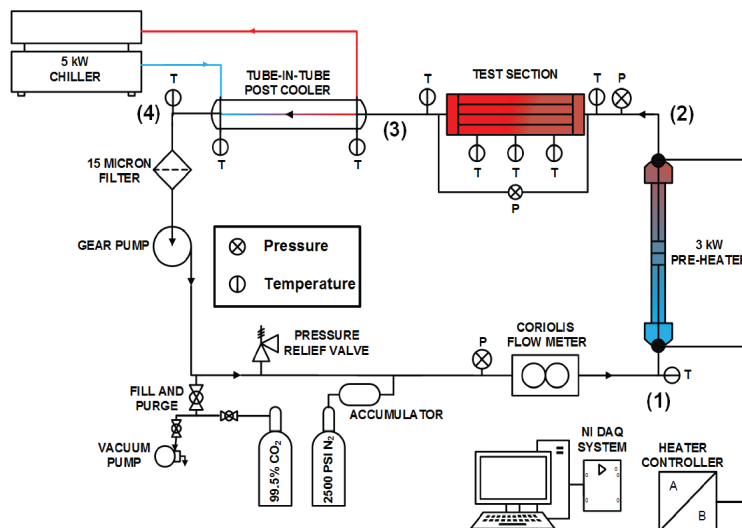 5 kW
CHILLER
T
(4)
TUBE-IN-TUBE
POST COOLER
T
T
(3)
T
TEST SECTION
T
P
(2)
T
T
T
P
15 MICRON
FILTER
GEAR PUMP
Pressure
Temperature
3 kW
PRE-HEATER
PRESSURE
RELIEF VALVE
P
CORIOLIS
FLOW METER
T
(1)
FILL AND
PURGE
VACUUM
PUMP
99.5% CO2
2500 PSI N2
ACCUMULATOR
NI DAQ
SYSTEM
HEATER
CONTROLLER
A
B